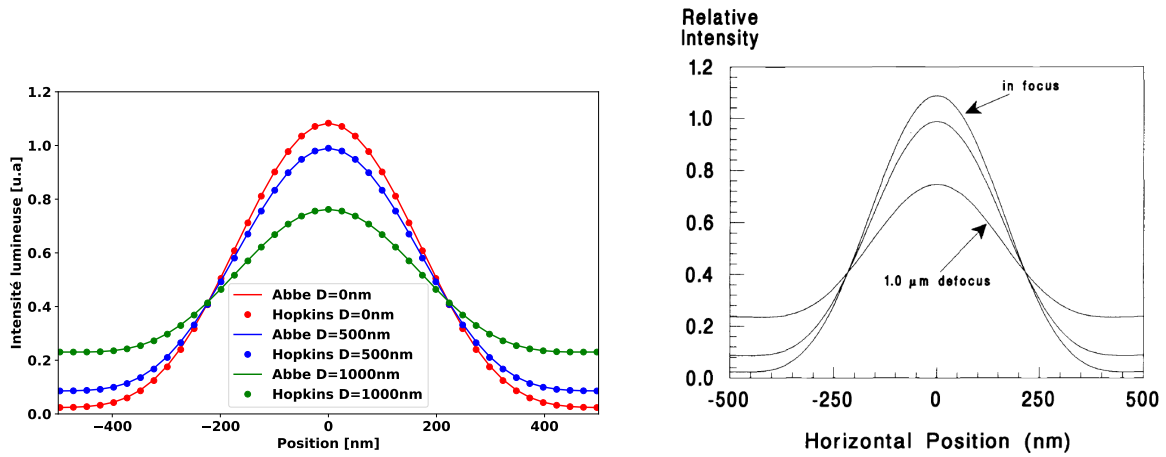 1.2
1.0
0.8
0.6
0.4
0.2
0.0
Intensité lumineuse [u.a]
Abbe D=0nm
Hopkins D=0nm
Abbe D=500nm
Hopkins D=500nm
Abbe D=1000nm
Hopkins D=1000nm
−400 −200 0 200 400
Position [nm]
Relative
Intensity
1.2
1.0
0.8
0.6
0.4
0.2
0.0
in focus
1.0 μm defocus
-500 -250 0 250 500
Horizontal Position (nm)